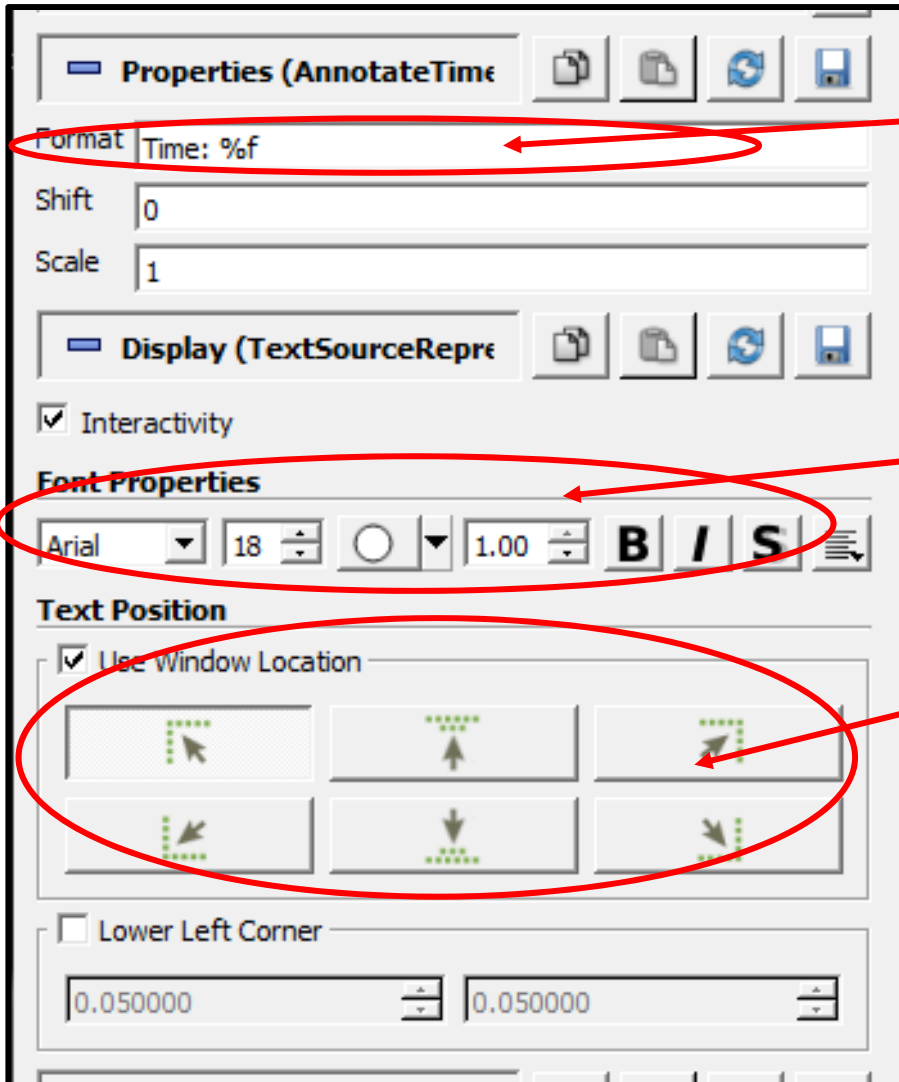 Properties (AnnotateTime
Format Time: %f
Shift 0
Scale 1
Display (TextSourceRepre
Interactivity
Font Properties
Arial 18 1.00 B I S
Text Position
Use Window Location
Lower Left Corner
0.050000 0.050000